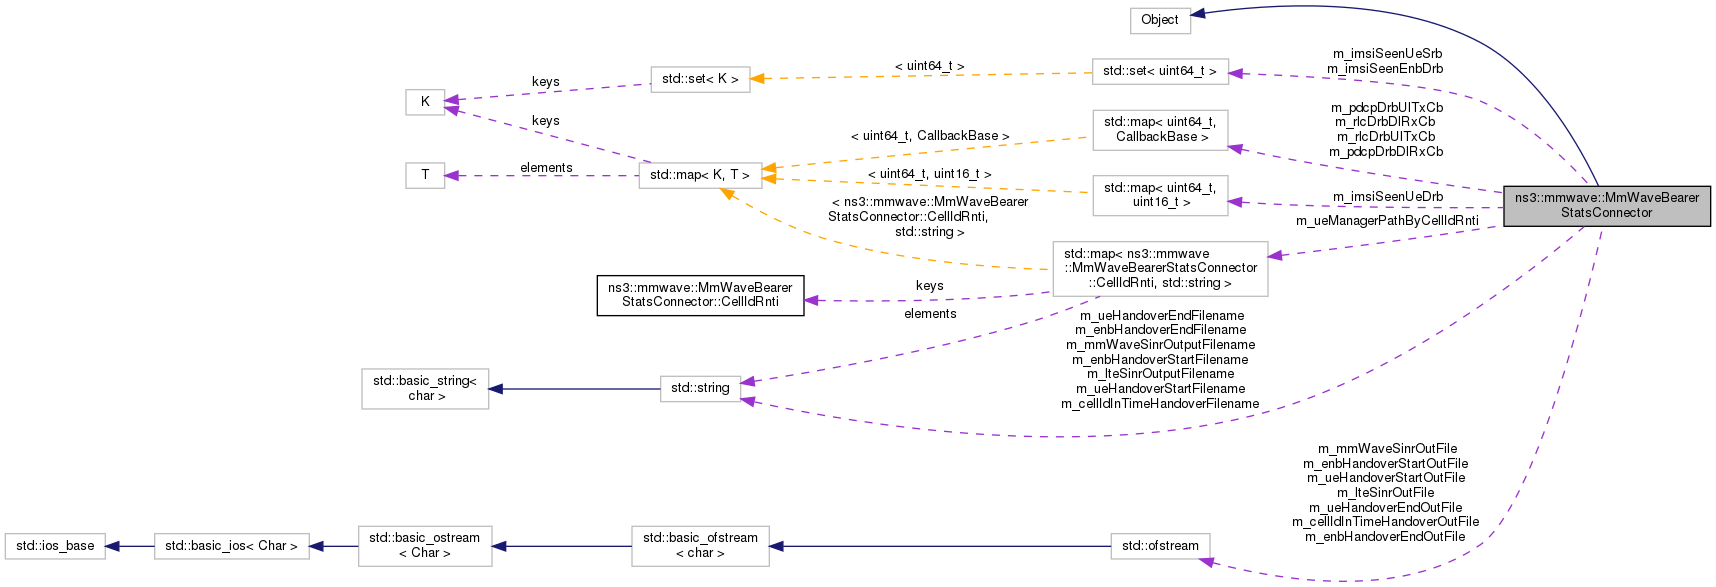 Object
m_imsiSeenUeSrb
m_imsiSeenEnbDrb
< uint64_t >
std::set< K >
std::set< uint64_t >
keys
K
m_pdcpDrbUlTxCb
m_rlcDrbDlRxCb
m_rlcDrbUlTxCb
m_pdcpDrbDlRxCb
std::map< uint64_t,
CallbackBase >
< uint64_t, CallbackBase >
keys
elements
T
std::map< K, T >
< uint64_t, uint16_t >
std::map< uint64_t,
uint16_t >
m_imsiSeenUeDrb
ns3::mmwave::MmWaveBearer
StatsConnector
< ns3::mmwave::MmWaveBearer
StatsConnector::CellIdRnti,
std::string >
m_ueManagerPathByCellIdRnti
std::map< ns3::mmwave
::MmWaveBearerStatsConnector
::CellIdRnti, std::string >
ns3::mmwave::MmWaveBearer
StatsConnector::CellIdRnti
keys
elements
m_ueHandoverEndFilename
m_enbHandoverEndFilename
m_mmWaveSinrOutputFilename
m_enbHandoverStartFilename
m_lteSinrOutputFilename
m_ueHandoverStartFilename
m_cellIdInTimeHandoverFilename
std::basic_string<
char >
std::string
m_mmWaveSinrOutFile
m_enbHandoverStartOutFile
m_ueHandoverStartOutFile
m_lteSinrOutFile
m_ueHandoverEndOutFile
m_cellIdInTimeHandoverOutFile
m_enbHandoverEndOutFile
std::ios_base
std::basic_ios< Char >
std::basic_ostream
< Char >
std::basic_ofstream
< char >
std::ofstream